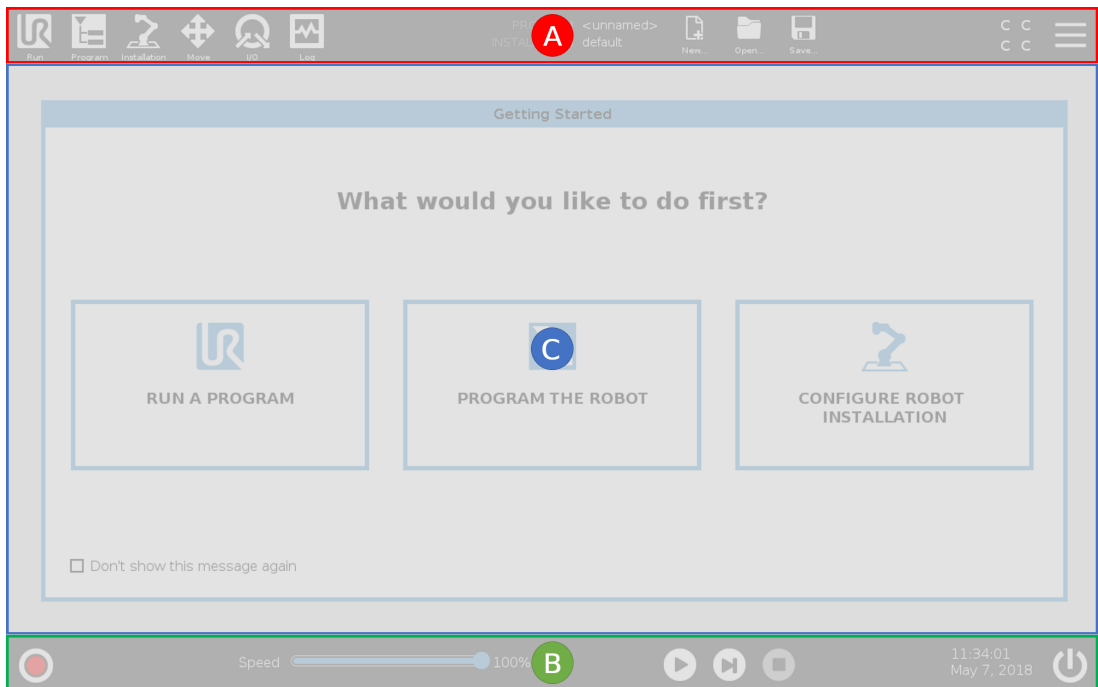 PR A <unnamed>
INSTAL default
C C
C C
Run Program Installation Move I/O Log New... Open... Save...
Getting Started
What would you like to do first?
C
RUN A PROGRAM
PROGRAM THE ROBOT
CONFIGURE ROBOT
INSTALLATION
Don't show this message again
Speed 100% B
11:34:01
May 7, 2018